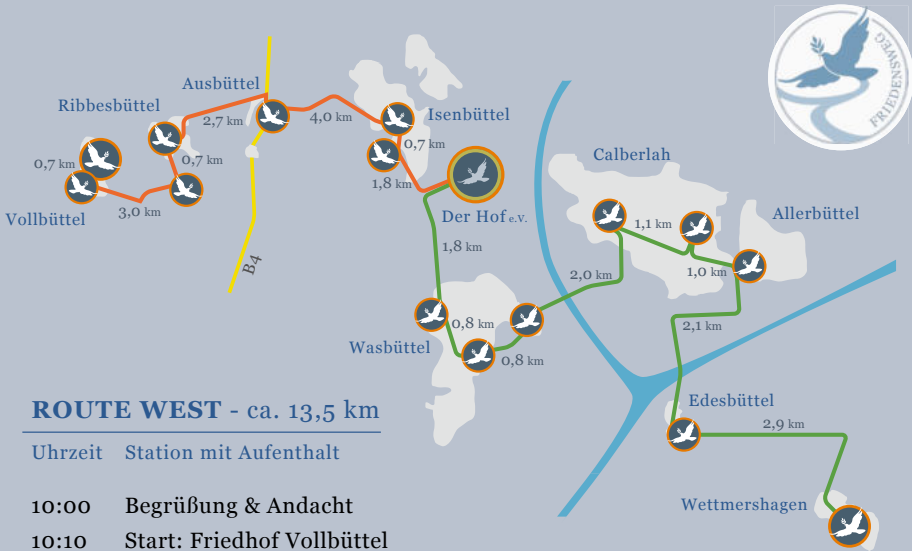 FRIEDENSWEG
Ausbüttel
Ribbesbüttel
2,7 km
4,0 km
Isenbüttel
0,7 km
0,7 km
0,7 km
Calberlah
1,8 km
Vollbüttel
3,0 km
Der Hof e.V.
Allerbüttel
1,1 km
1,8 km
B4
2,0 km
1,0 km
0,8 km
2,1 km
Wasbüttel
0,8 km
Edesbüttel
2,9 km
Wettmershagen
ROUTE WEST - ca. 13,5 km
Uhrzeit Station mit Aufenthalt
10:00 Begrüßung & Andacht
10:10 Start: Friedhof Vollbüttel